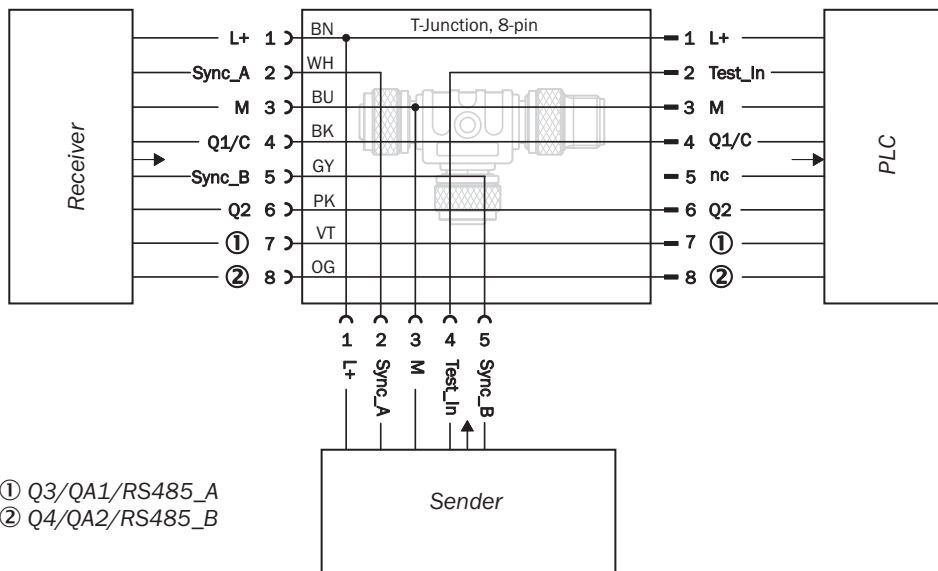 T-Junction, 8-pin
L+ 1 BN 1 L+
Sync_A 2 WH 2 Test_In
M 3 BU 3 M
Q1/C 4 BK 4 Q1/C
Sync_B 5 GY 5 nc
Q2 6 PK 6 Q2
① 7 VT 7 ①
② 8 OG 8 ②
Receiver
PLC
1 2 3 4 5
L+
Sync_A
M
Test_In
Sync_B
Sender
① Q3/QA1/RS485_A
② Q4/QA2/RS485_B